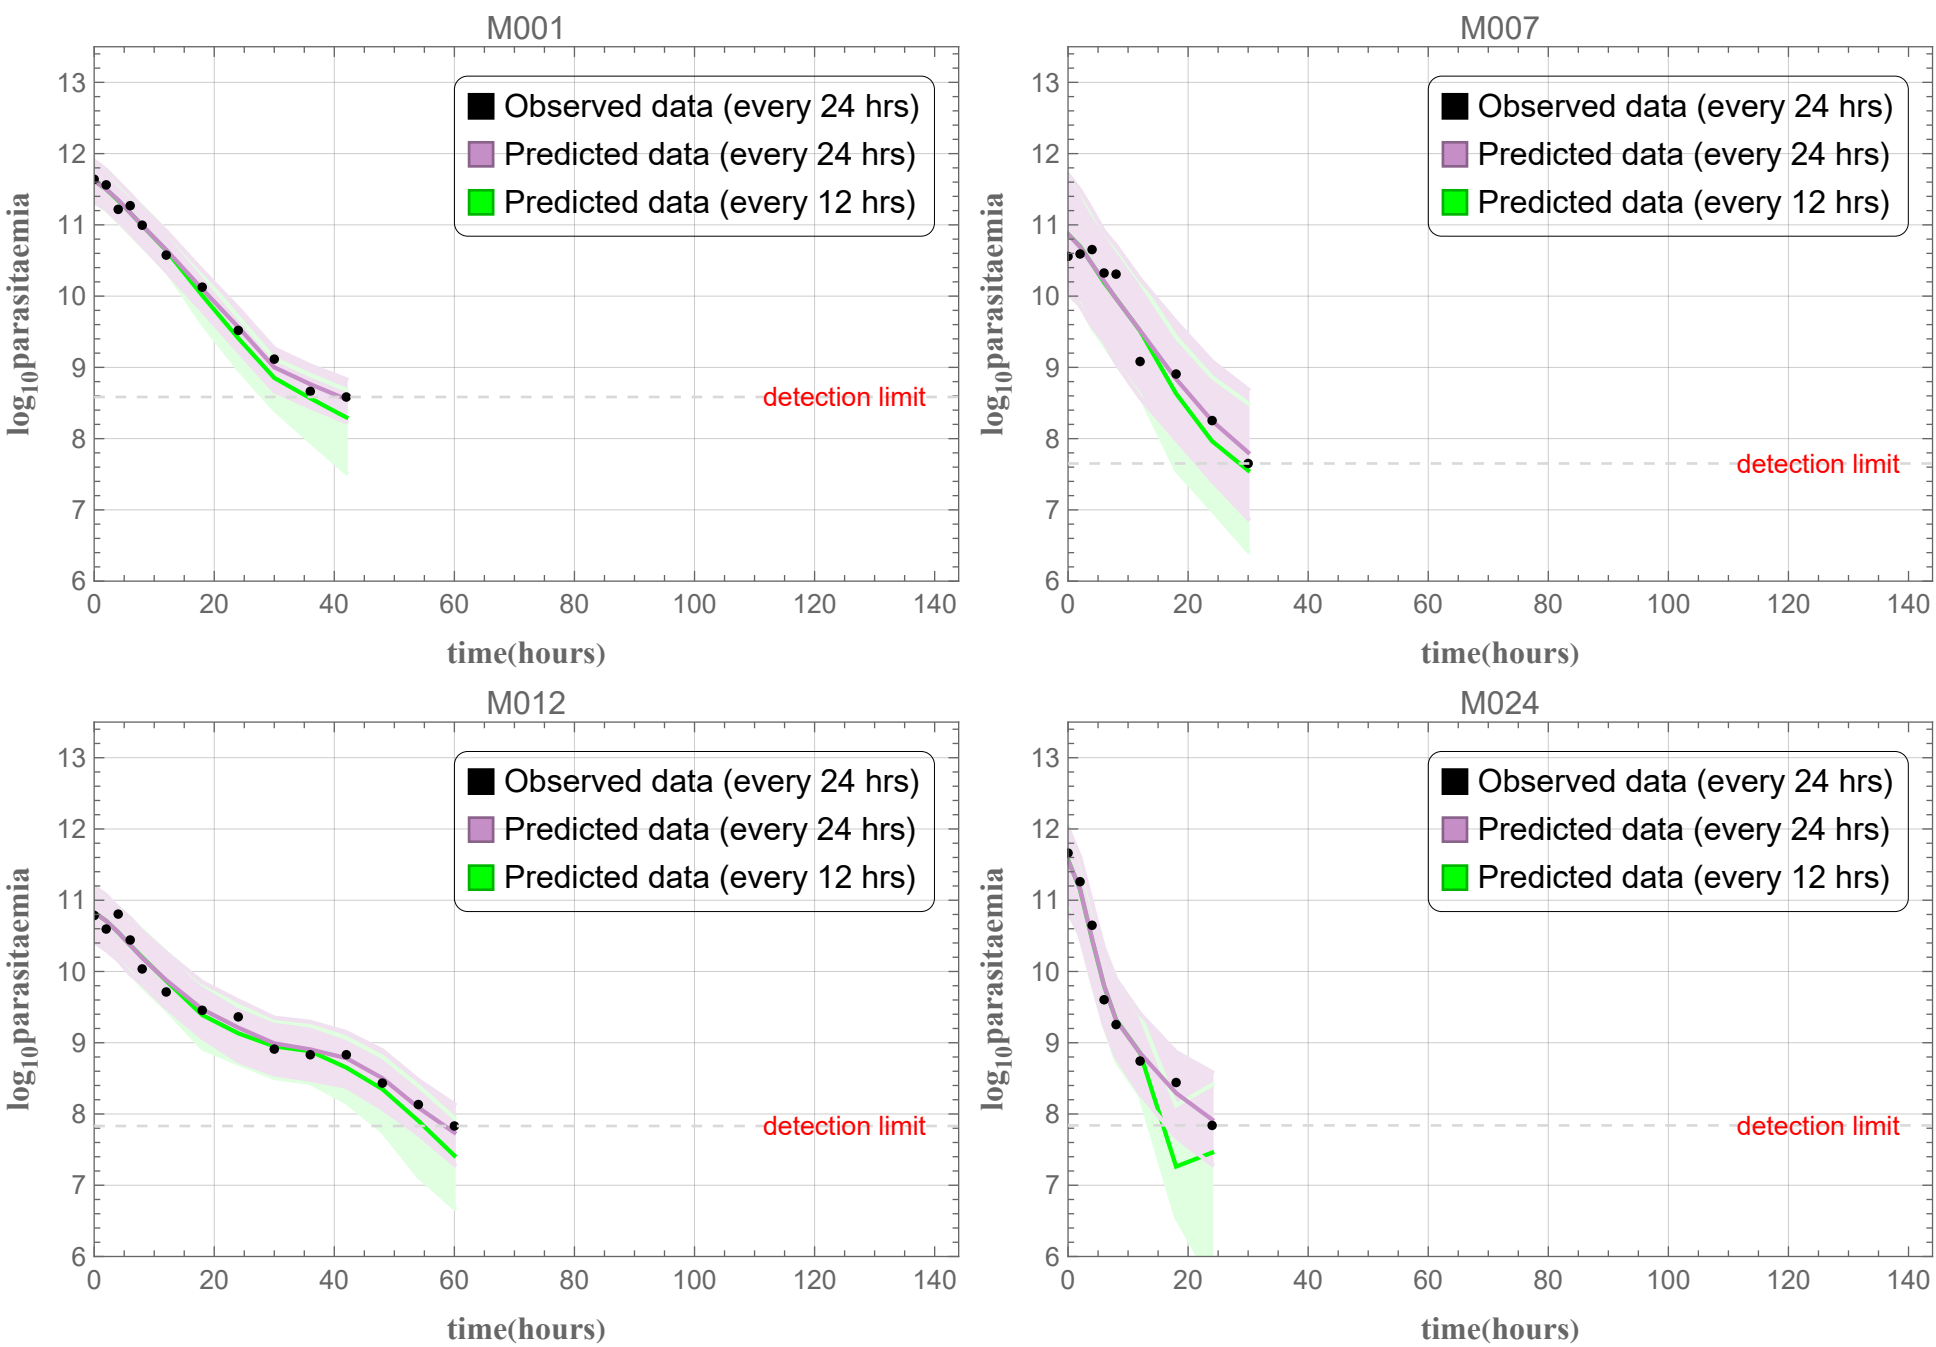 M001
log10parasitaemia
13
12
11
10
9
8
7
6
Observed data (every 24 hrs)
Predicted data (every 24 hrs)
Predicted data (every 12 hrs)
detection limit
0 20 40 60 80 100 120 140
time(hours)
M007
log10parasitaemia
13
12
11
10
9
8
7
6
Observed data (every 24 hrs)
Predicted data (every 24 hrs)
Predicted data (every 12 hrs)
detection limit
0 20 40 60 80 100 120 140
time(hours)
M012
log10parasitaemia
13
12
11
10
9
8
7
6
Observed data (every 24 hrs)
Predicted data (every 24 hrs)
Predicted data (every 12 hrs)
detection limit
0 20 40 60 80 100 120 140
time(hours)
M024
log10parasitaemia
13
12
11
10
9
8
7
6
Observed data (every 24 hrs)
Predicted data (every 24 hrs)
Predicted data (every 12 hrs)
detection limit
0 20 40 60 80 100 120 140
time(hours)